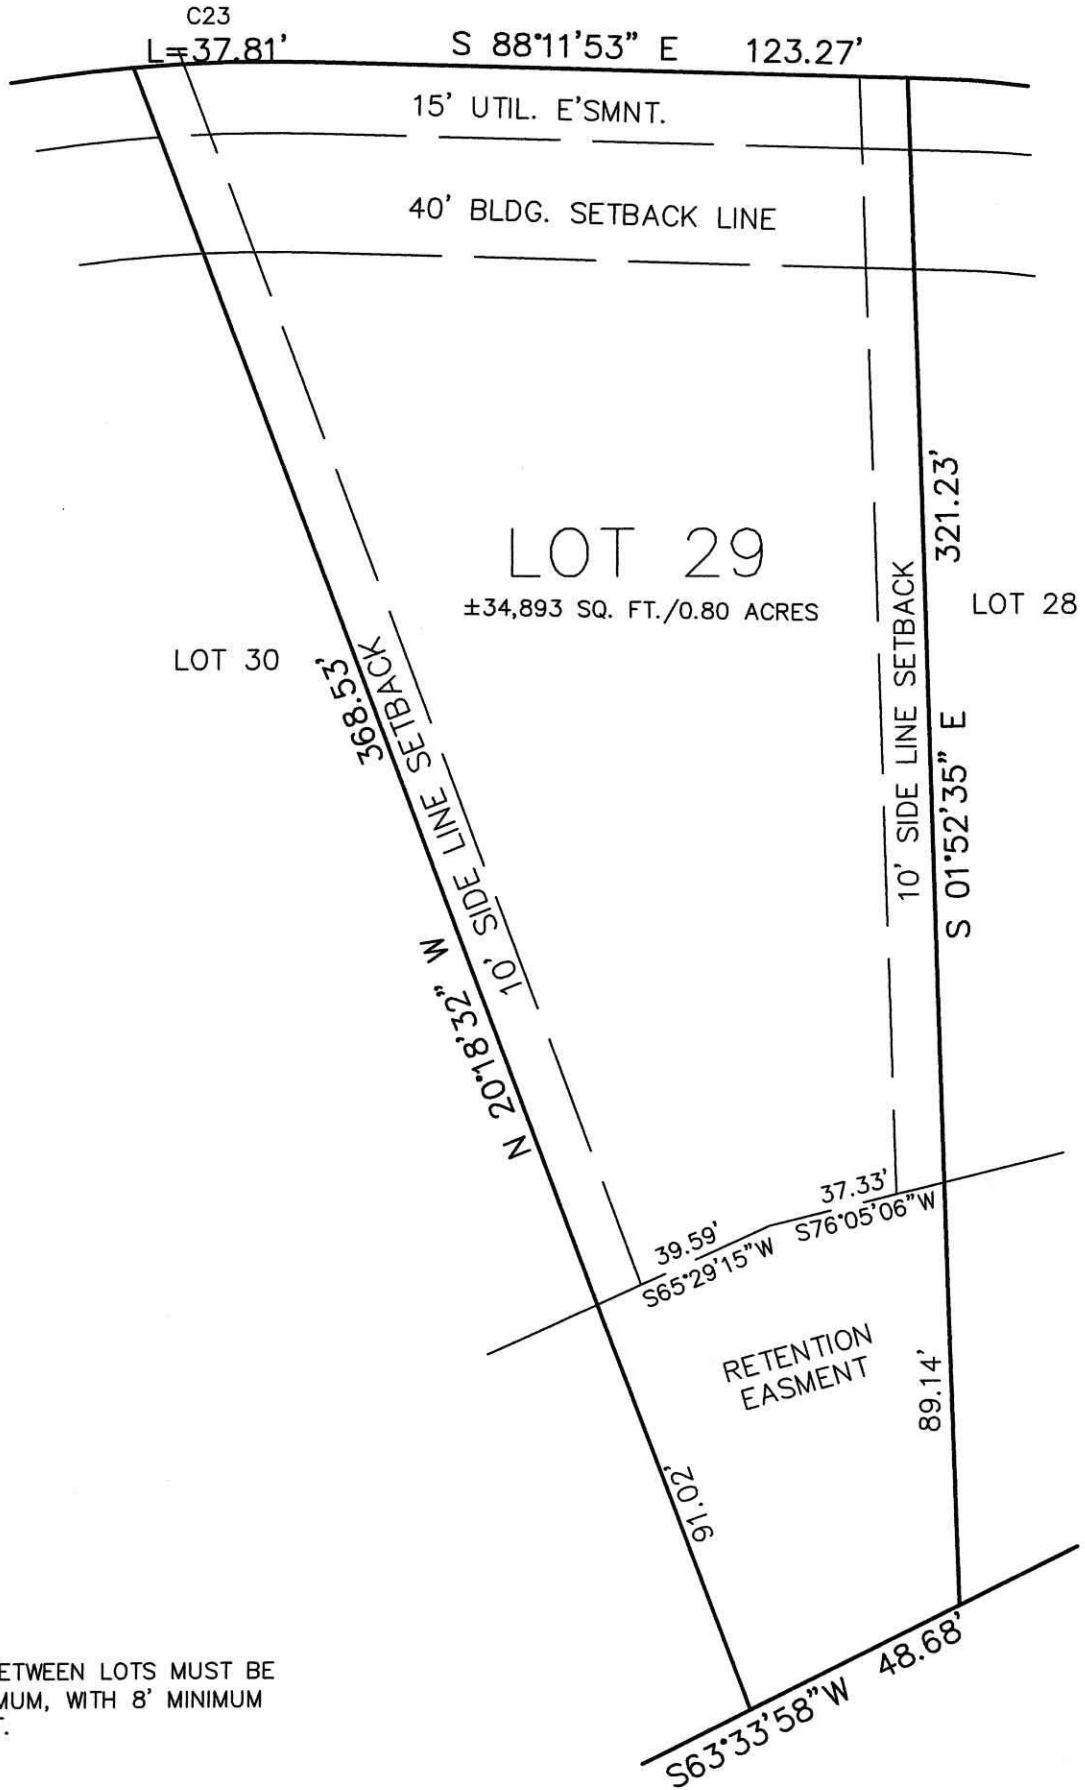 C23
L=37.81'
S 88°11'53" E 123.27'
15' UTIL. E'SMNT.
40' BLDG. SETBACK LINE
LOT 29
±34,893 SQ. FT./0.80 ACRES
LOT 30
LOT 28
368.53'
N 20°18'32" W
10' SIDE LINE SETBACK
10' SIDE LINE SETBACK
321.23'
S 01°52'35" E
39.59'
S65°29'15"W
37.33'
S76°05'06"W
RETENTION
EASMENT
91.02'
89.14'
S63°33'58"W 48.68'
ETWEEN LOTS MUST BE
MUM, WITH 8' MINIMUM
T.